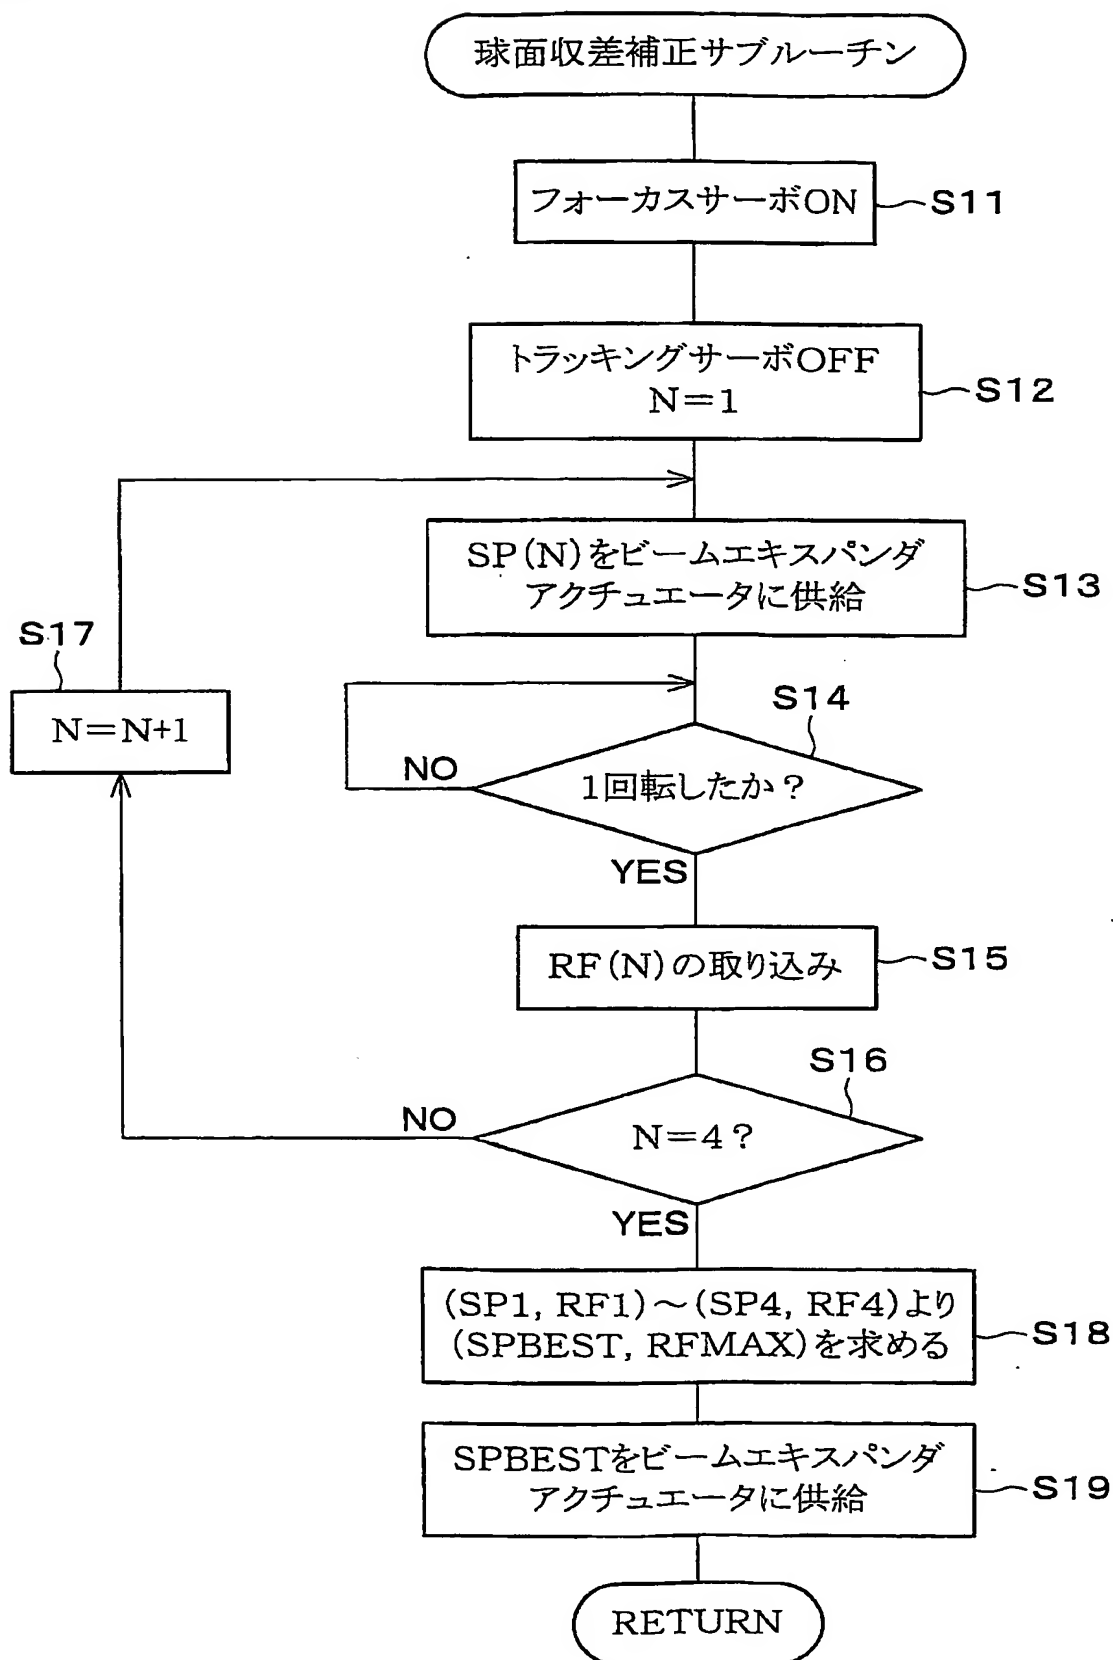 球面収差補正サブルーチン
フォーカスサーボON
S11
トラッキングサーボOFF
N=1
S12
SP(N)をビームエキスパンダ
アクチュエータに供給
S13
S17
N=N+1
S14
1回転したか?
NO
YES
RF(N)の取り込み
S15
S16
N=4?
NO
YES
(SP1, RF1)~(SP4, RF4)より
(SPBEST, RFMAX)を求める
S18
SPBESTをビームエキスパンダ
アクチュエータに供給
S19
RETURN